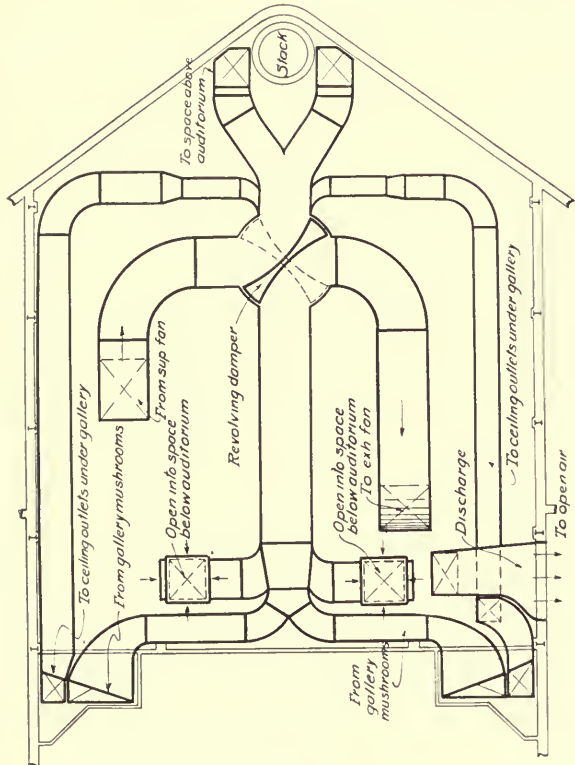 To space above
auditorium
Stack
To ceiling outlets under gallery
From gallery mushrooms
From sup fan
Open into space
below auditorium
Revolving damper
Open into space
below auditorium
To exh fan
Discharge
To ceiling outlets under gallery
To open air
From
gallery
mushrooms